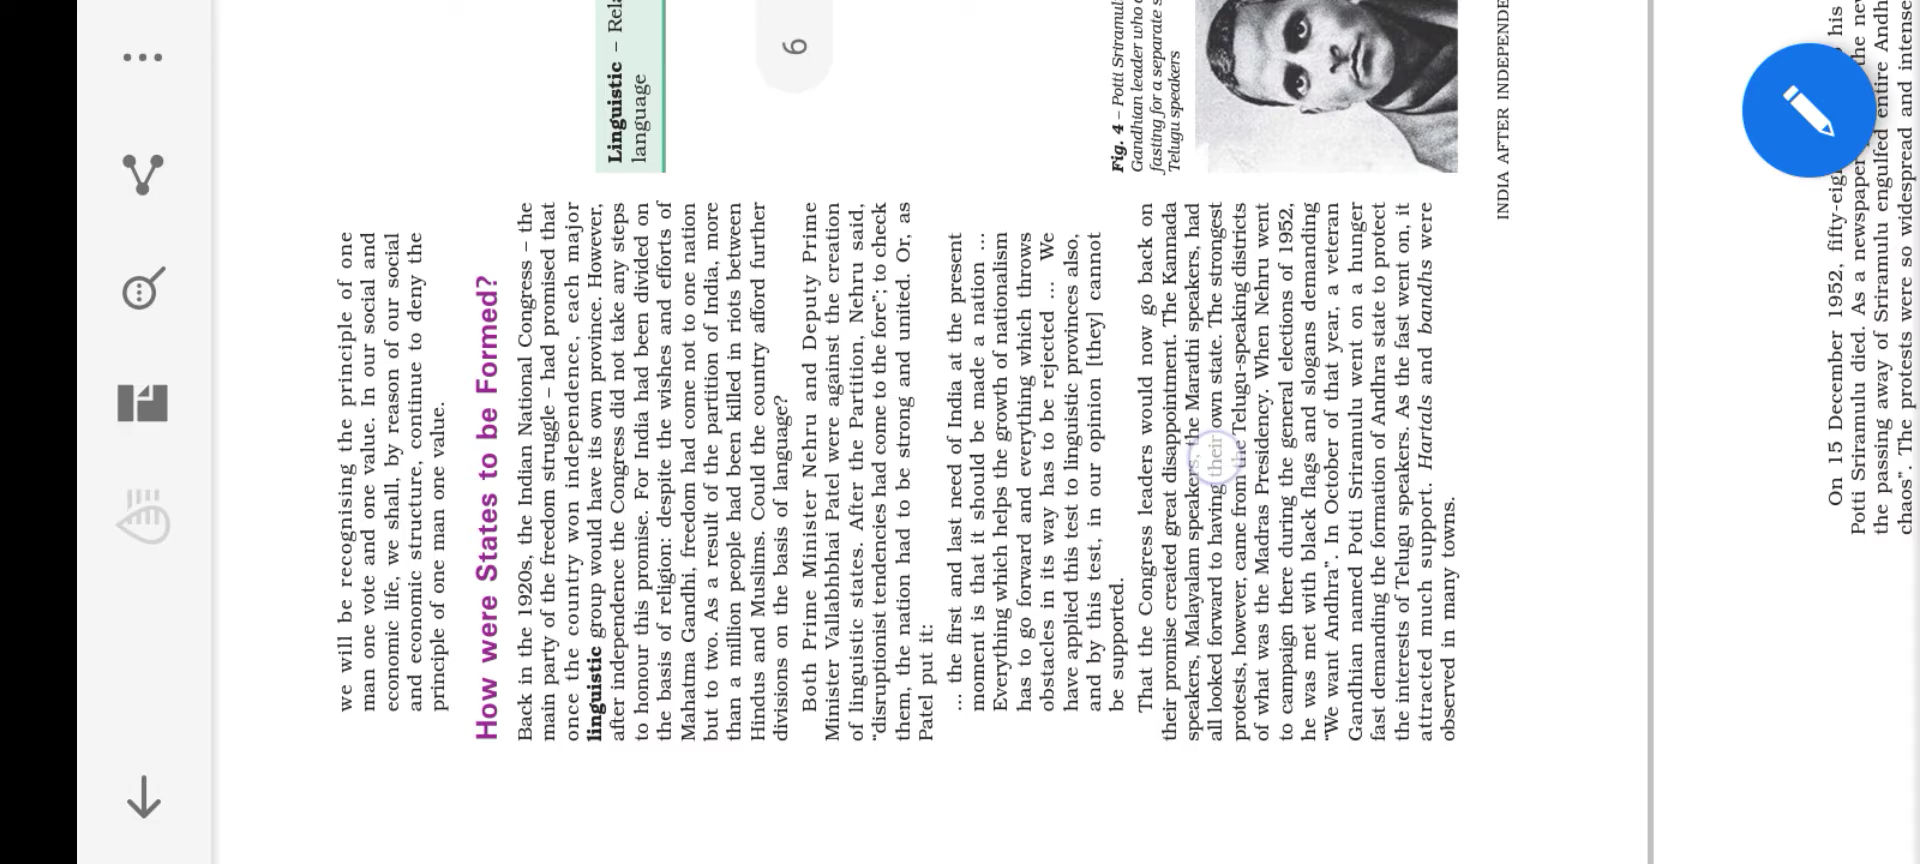 we will be recognising the principle of one
man one vote and one value. In our social and
economic life, we shall, by reason of our social
and economic structure, continue to deny the
principle of one man one value.
How were States to be Formed?
Back in the 1920s, the Indian National Congress – the
main party of the freedom struggle – had promised that
once the country won independence, each major
linguistic group would have its own province. However,
after independence the Congress did not take any steps
to honour this promise. For India had been divided on
the basis of religion: despite the wishes and efforts of
Mahatma Gandhi, freedom had come not to one nation
but to two. As a result of the partition of India, more
than a million people had been killed in riots between
Hindus and Muslims. Could the country afford further
divisions on the basis of language?
Both Prime Minister Nehru and Deputy Prime
Minister Vallabhbhai Patel were against the creation
of linguistic states. After the Partition, Nehru said,
“disruptionist tendencies had come to the fore”; to check
them, the nation had to be strong and united. Or, as
Patel put it:
... the first and last need of India at the present
moment is that it should be made a nation ...
Everything which helps the growth of nationalism
has to go forward and everything which throws
obstacles in its way has to be rejected ... We
have applied this test to linguistic provinces also,
and by this test, in our opinion [they] cannot
be supported.
That the Congress leaders would now go back on
their promise created great disappointment. The Kannada
speakers, Malayalam speakers, the Marathi speakers, had
all looked forward to having their own state. The strongest
protests, however, came from the Telugu-speaking districts
of what was the Madras Presidency. When Nehru went
to campaign there during the general elections of 1952,
he was met with black flags and slogans demanding
“We want Andhra”. In October of that year, a veteran
Gandhian named Potti Sriramulu went on a hunger
fast demanding the formation of Andhra state to protect
the interests of Telugu speakers. As the fast went on, it
attracted much support. Hartals and bandhs were
observed in many towns.
Linguistic – Rela
language
6
Fig. 4 – Potti Sriramul
Gandhian leader who
fasting for a separate s
Telugu speakers
INDIA AFTER INDEPENDE
On 15 December 1952, fifty-eig his
Potti Sriramulu died. As a newspaper the
the passing away of Sriramulu engulfed entire Andh
chaos”. The protests were so widespread and intense